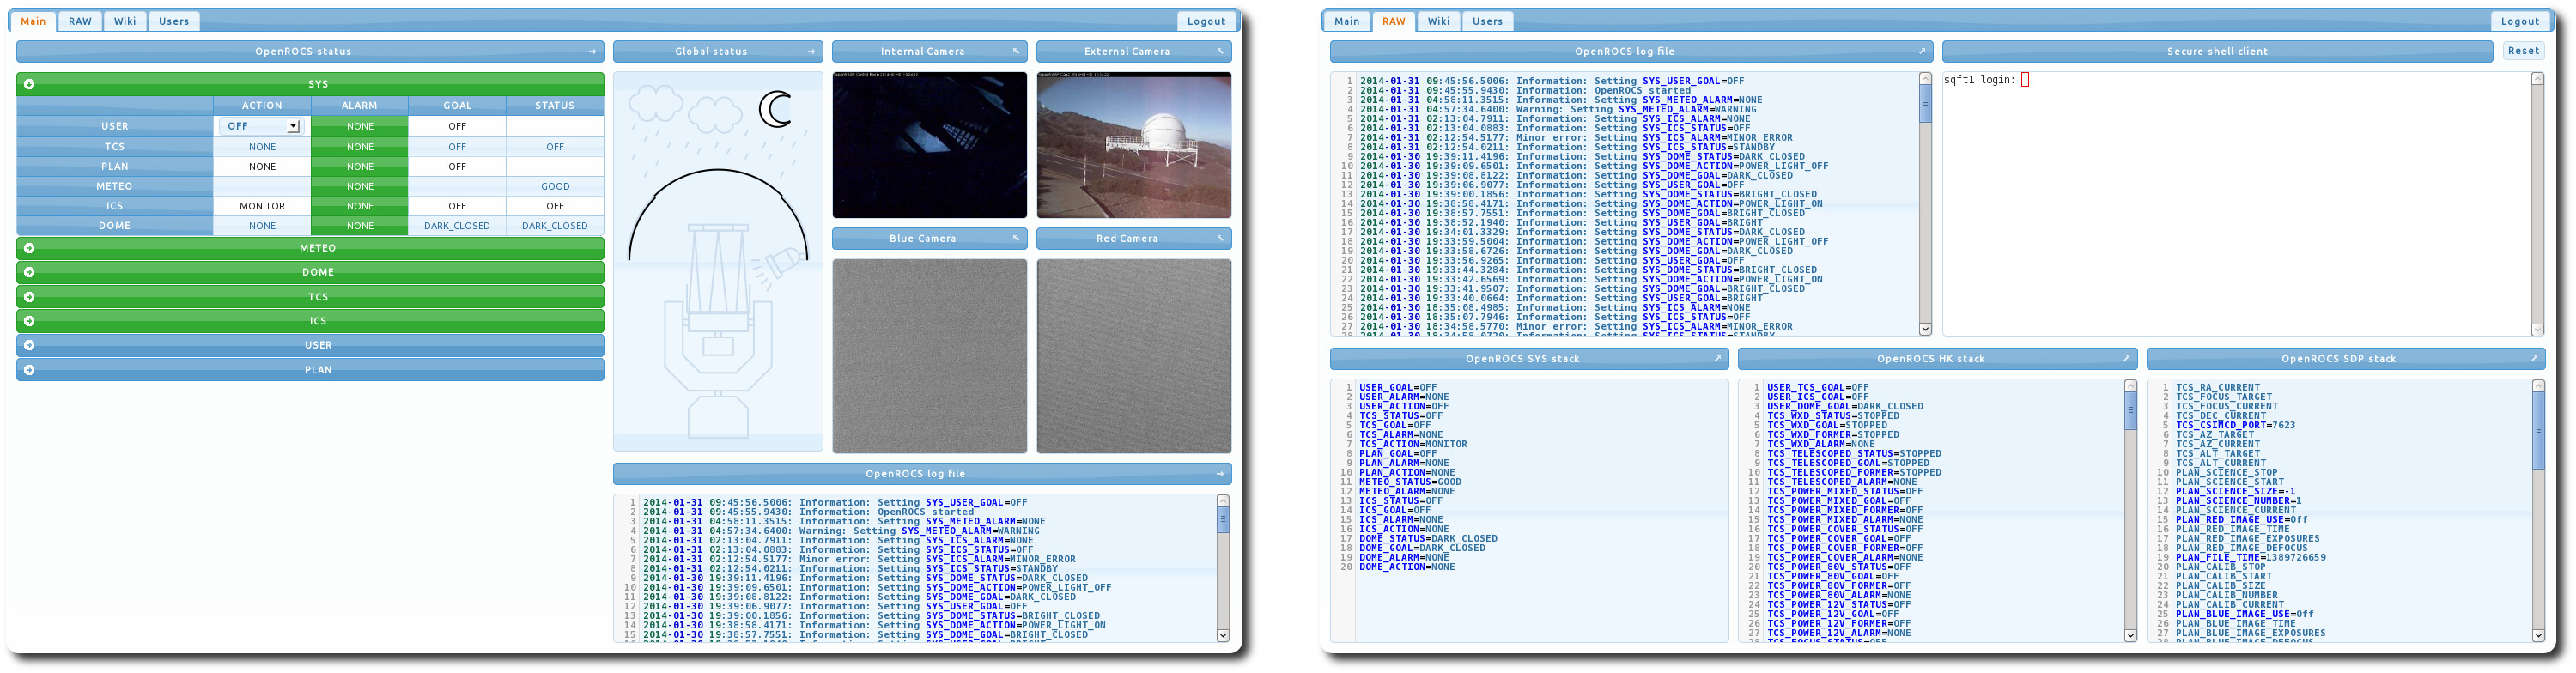 Main RAW Wiki Users Logout
OpenROCS status
SYS
ACTION ALARM GOAL STATUS
USER OFF NONE OFF
TCS NONE NONE OFF OFF
PLAN NONE NONE OFF
METEO NONE GOOD
ICS MONITOR NONE OFF OFF
DOME NONE NONE DARK_CLOSED DARK_CLOSED
METEO
DOME
TCS
ICS
USER
PLAN
Global status
Internal Camera
External Camera
Blue Camera
Red Camera
OpenROCS log file
1 2014-01-31 09:45:56.5006: Information: Setting SYS_USER_GOAL=OFF
2 2014-01-31 09:45:55.9430: Information: OpenROCS started
3 2014-01-31 04:58:11.3515: Information: Setting SYS_METEO_ALARM=NONE
4 2014-01-31 04:57:34.6400: Warning: Setting SYS_METEO_ALARM=WARNING
5 2014-01-31 02:13:04.7911: Information: Setting SYS_ICS_ALARM=NONE
6 2014-01-31 02:13:04.0883: Information: Setting SYS_ICS_STATUS=OFF
7 2014-01-31 02:12:54.5177: Minor error: Setting SYS_ICS_ALARM=MINOR_ERROR
8 2014-01-31 02:12:54.0211: Information: Setting SYS_ICS_STATUS=STANDBY
9 2014-01-30 19:39:11.4196: Information: Setting SYS_DOME_STATUS=DARK_CLOSED
10 2014-01-30 19:39:09.6501: Information: Setting SYS_DOME_ACTION=POWER_LIGHT_OFF
11 2014-01-30 19:39:08.8122: Information: Setting SYS_DOME_GOAL=DARK_CLOSED
12 2014-01-30 19:39:06.9077: Information: Setting SYS_USER_GOAL=OFF
13 2014-01-30 19:39:00.1856: Information: Setting SYS_DOME_STATUS=BRIGHT_CLOSED
14 2014-01-30 19:38:58.4171: Information: Setting SYS_DOME_ACTION=POWER_LIGHT_ON
15 2014-01-30 19:38:57.7551: Information: Setting SYS_DOME_GOAL=BRIGHT_CLOSED
Main RAW Wiki Users Logout
OpenROCS log file
1 2014-01-31 09:45:56.5006: Information: Setting SYS_USER_GOAL=OFF
2 2014-01-31 09:45:55.9430: Information: OpenROCS started
3 2014-01-31 04:58:11.3515: Information: Setting SYS_METEO_ALARM=NONE
4 2014-01-31 04:57:34.6400: Warning: Setting SYS_METEO_ALARM=WARNING
5 2014-01-31 02:13:04.7911: Information: Setting SYS_ICS_ALARM=NONE
6 2014-01-31 02:13:04.0883: Information: Setting SYS_ICS_STATUS=OFF
7 2014-01-31 02:12:54.5177: Minor error: Setting SYS_ICS_ALARM=MINOR_ERROR
8 2014-01-31 02:12:54.0211: Information: Setting SYS_ICS_STATUS=STANDBY
9 2014-01-30 19:39:11.4196: Information: Setting SYS_DOME_STATUS=DARK_CLOSED
10 2014-01-30 19:39:09.6501: Information: Setting SYS_DOME_ACTION=POWER_LIGHT_OFF
11 2014-01-30 19:39:08.8122: Information: Setting SYS_DOME_GOAL=DARK_CLOSED
12 2014-01-30 19:39:06.9077: Information: Setting SYS_USER_GOAL=OFF
13 2014-01-30 19:39:00.1856: Information: Setting SYS_DOME_STATUS=BRIGHT_CLOSED
14 2014-01-30 19:38:58.4171: Information: Setting SYS_DOME_ACTION=POWER_LIGHT_ON
15 2014-01-30 19:38:57.7551: Information: Setting SYS_DOME_GOAL=BRIGHT_CLOSED
16 2014-01-30 19:38:52.1940: Information: Setting SYS_USER_GOAL=BRIGHT
17 2014-01-30 19:34:01.3329: Information: Setting SYS_DOME_STATUS=DARK_CLOSED
18 2014-01-30 19:33:59.5004: Information: Setting SYS_DOME_ACTION=POWER_LIGHT_OFF
19 2014-01-30 19:33:58.6726: Information: Setting SYS_DOME_GOAL=DARK_CLOSED
20 2014-01-30 19:33:56.9265: Information: Setting SYS_USER_GOAL=OFF
21 2014-01-30 19:33:44.3284: Information: Setting SYS_DOME_STATUS=BRIGHT_CLOSED
22 2014-01-30 19:33:42.6569: Information: Setting SYS_DOME_ACTION=POWER_LIGHT_ON
23 2014-01-30 19:33:41.9507: Information: Setting SYS_DOME_GOAL=BRIGHT_CLOSED
24 2014-01-30 19:33:40.0664: Information: Setting SYS_USER_GOAL=BRIGHT
25 2014-01-30 18:35:08.4985: Information: Setting SYS_ICS_ALARM=NONE
26 2014-01-30 18:35:07.7946: Information: Setting SYS_ICS_STATUS=OFF
27 2014-01-30 18:34:58.5770: Minor error: Setting SYS_ICS_ALARM=MINOR_ERROR
Secure shell client Reset
sqft1 login:
OpenROCS SYS stack
1 USER_GOAL=OFF
2 USER_ALARM=NONE
3 USER_ACTION=OFF
4 TCS_STATUS=OFF
5 TCS_GOAL=OFF
6 TCS_ALARM=NONE
7 TCS_ACTION=MONITOR
8 PLAN_GOAL=OFF
9 PLAN_ALARM=NONE
10 PLAN_ACTION=NONE
11 METEO_STATUS=GOOD
12 METEO_ALARM=NONE
13 ICS_STATUS=OFF
14 ICS_GOAL=OFF
15 ICS_ALARM=NONE
16 ICS_ACTION=NONE
17 DOME_STATUS=DARK_CLOSED
18 DOME_GOAL=DARK_CLOSED
19 DOME_ALARM=NONE
20 DOME_ACTION=NONE
OpenROCS HK stack
1 USER_TCS_GOAL=OFF
2 USER_ICS_GOAL=OFF
3 USER_DOME_GOAL=DARK_CLOSED
4 TCS_WXD_STATUS=STOPPED
5 TCS_WXD_GOAL=STOPPED
6 TCS_WXD_FORMER=STOPPED
7 TCS_WXD_ALARM=NONE
8 TCS_TELESCOPED_STATUS=STOPPED
9 TCS_TELESCOPED_GOAL=STOPPED
10 TCS_TELESCOPED_FORMER=STOPPED
11 TCS_TELESCOPED_ALARM=NONE
12 TCS_POWER_MIXED_STATUS=OFF
13 TCS_POWER_MIXED_GOAL=OFF
14 TCS_POWER_MIXED_FORMER=OFF
15 TCS_POWER_MIXED_ALARM=NONE
16 TCS_POWER_COVER_STATUS=OFF
17 TCS_POWER_COVER_GOAL=OFF
18 TCS_POWER_COVER_FORMER=OFF
19 TCS_POWER_COVER_ALARM=NONE
20 TCS_POWER_80V_STATUS=OFF
21 TCS_POWER_80V_GOAL=OFF
22 TCS_POWER_80V_FORMER=OFF
23 TCS_POWER_80V_ALARM=NONE
24 TCS_POWER_12V_STATUS=OFF
25 TCS_POWER_12V_GOAL=OFF
26 TCS_POWER_12V_FORMER=OFF
27 TCS_POWER_12V_ALARM=NONE
OpenROCS SDP stack
1 TCS_RA_CURRENT
2 TCS_FOCUS_TARGET
3 TCS_FOCUS_CURRENT
4 TCS_DEC_CURRENT
5 TCS_CSIMCD_PORT=7623
6 TCS_AZ_TARGET
7 TCS_AZ_CURRENT
8 TCS_ALT_TARGET
9 TCS_ALT_CURRENT
10 PLAN_SCIENCE_STOP
11 PLAN_SCIENCE_START
12 PLAN_SCIENCE_SIZE=-1
13 PLAN_SCIENCE_NUMBER=1
14 PLAN_SCIENCE_CURRENT
15 PLAN_RED_IMAGE_USE=Off
16 PLAN_RED_IMAGE_TIME
17 PLAN_RED_IMAGE_EXPOSURES
18 PLAN_RED_IMAGE_DEFOCUS
19 PLAN_FILE_TIME=1389726659
20 PLAN_CALIB_STOP
21 PLAN_CALIB_START
22 PLAN_CALIB_SIZE
23 PLAN_CALIB_NUMBER
24 PLAN_CALIB_CURRENT
25 PLAN_BLUE_IMAGE_USE=Off
26 PLAN_BLUE_IMAGE_TIME
27 PLAN_BLUE_IMAGE_EXPOSURES